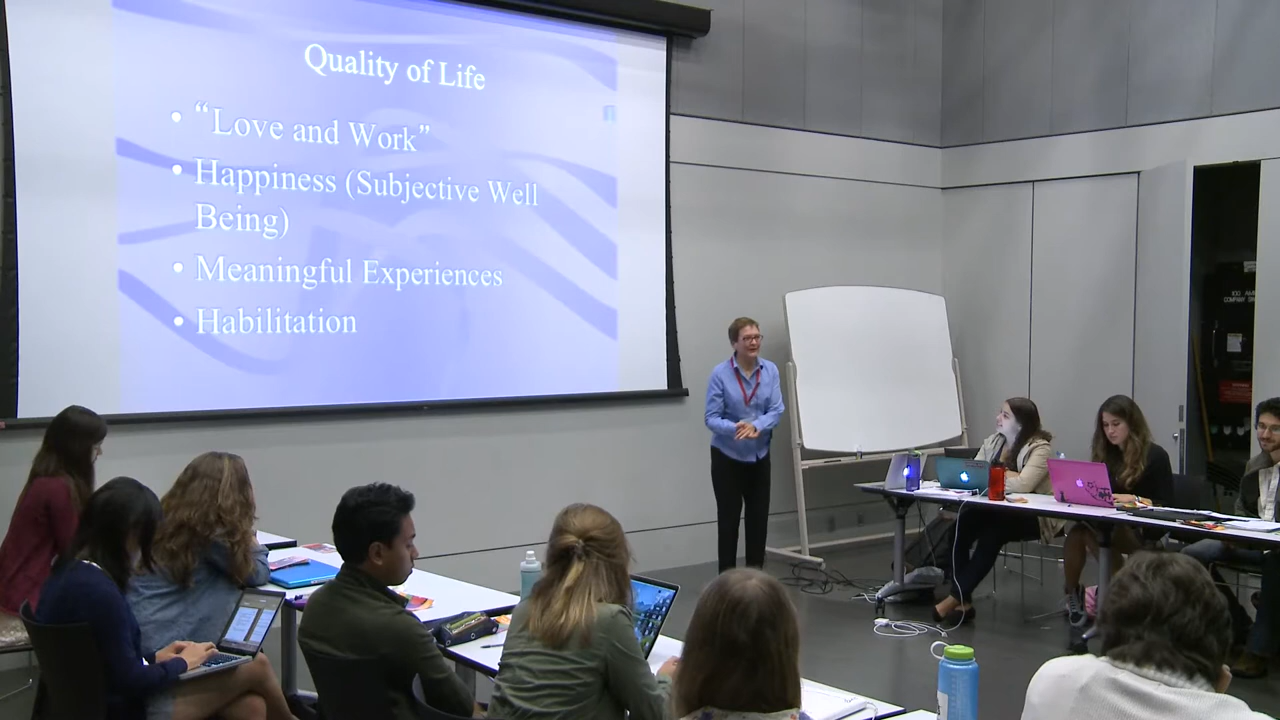 Quality of Life
• “Love and Work”
• Happiness (Subjective Well
Being)
• Meaningful Experiences
• Habilitation